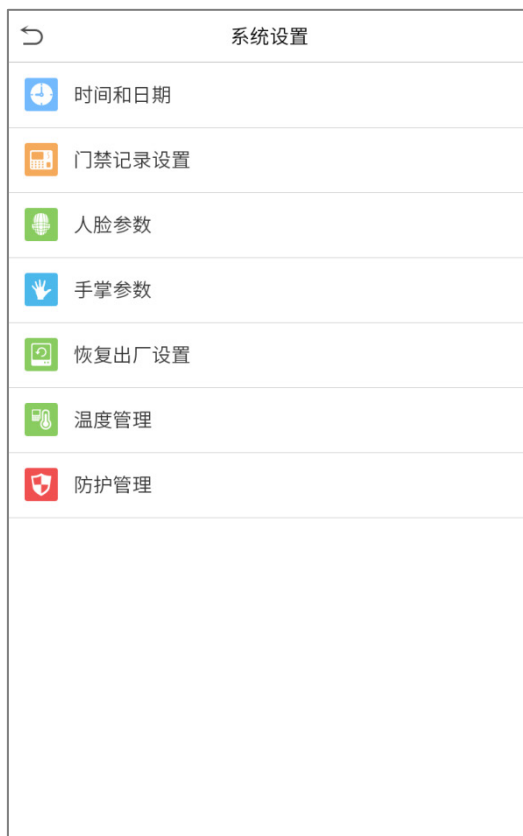 系统设置
时间和日期
门禁记录设置
人脸参数
手掌参数
恢复出厂设置
温度管理
防护管理